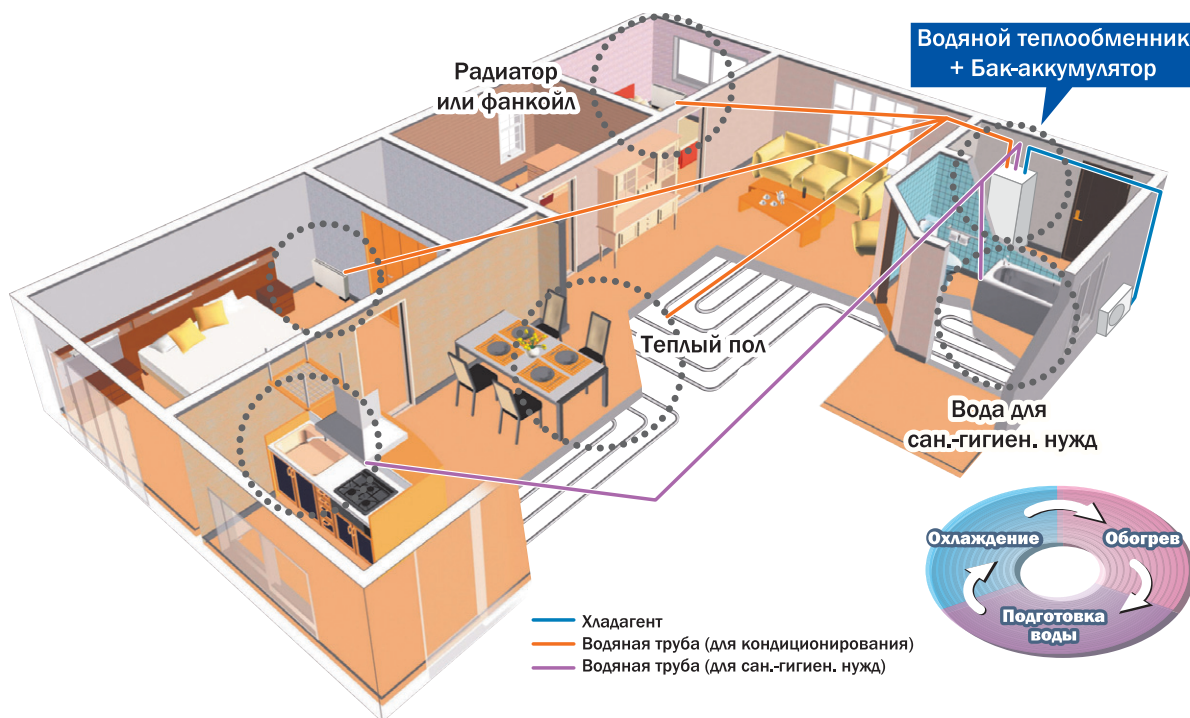 Водяной теплообменник
+ Бак-аккумулятор
Радиатор
или фанкойл
Теплый пол
Вода для
сан.-гигиен. нужд
Охлаждение
Обогрев
Подготовка
воды
Хладагент
Водяная труба (для кондиционирования)
Водяная труба (для сан.-гигиен. нужд)